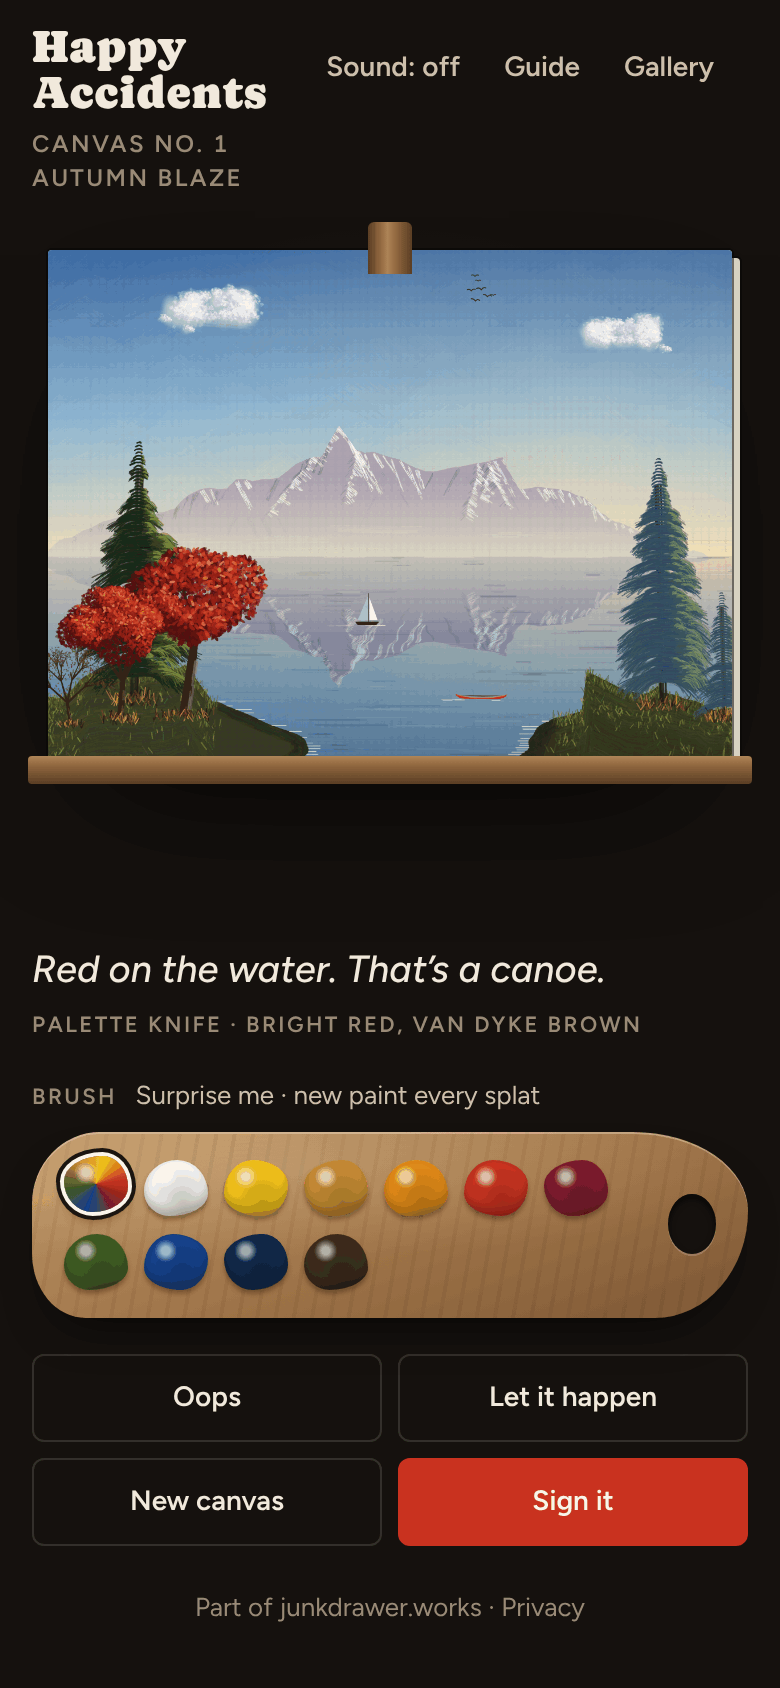 Happy
Accidents
Sound: off Guide Gallery
CANVAS NO. 1
AUTUMN BLAZE
Red on the water. That’s a canoe.
PALETTE KNIFE · BRIGHT RED, VAN DYKE BROWN
BRUSH Surprise me · new paint every splat
Oops Let it happen
New canvas Sign it
Part of junkdrawer.works · Privacy